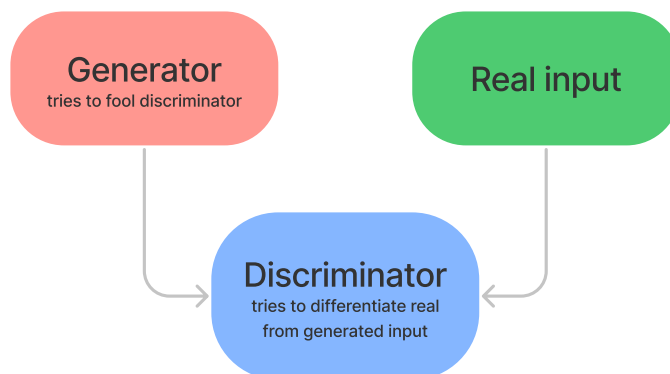 Generator
tries to fool discriminator
Real input
Discriminator
tries to differentiate real
from generated input